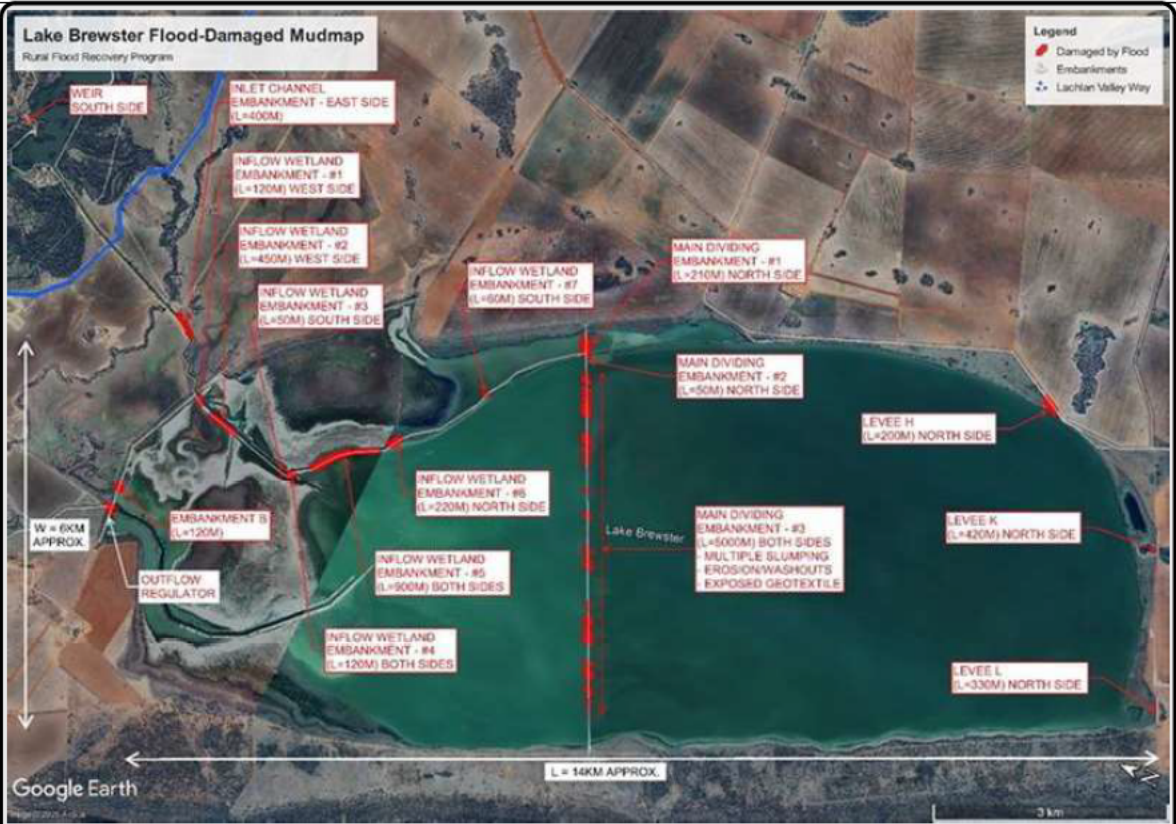 Lake Brewster Flood-Damaged Mudmap
Rural Flood Recovery Program
Legend
Damaged by Flood
Embankments
Lachlan Valley Way
WEIR
SOUTH SIDE
INLET CHANNEL
EMBANKMENT - EAST SIDE
(L=400M)
INFLOW WETLAND
EMBANKMENT - #1
(L=120M) WEST SIDE
INFLOW WETLAND
EMBANKMENT - #2
(L=450M) WEST SIDE
INFLOW WETLAND
EMBANKMENT - #3
(L=50M) SOUTH SIDE
INFLOW WETLAND
EMBANKMENT - #7
(L=60M) SOUTH SIDE
MAIN DIVIDING
EMBANKMENT - #1
(L=210M) NORTH SIDE
MAIN DIVIDING
EMBANKMENT - #2
(L=50M) NORTH SIDE
LEVEE H
(L=200M) NORTH SIDE
INFLOW WETLAND
EMBANKMENT - #6
(L=220M) NORTH SIDE
W = 6KM
APPROX.
EMBANKMENT B
(L=120M)
MAIN DIVIDING
EMBANKMENT - #3
(L=5000M) BOTH SIDES
- MULTIPLE SLUMPING
- EROSION/WASHOUTS
- EXPOSED GEOTEXTILE
Lake Brewster
LEVEE K
(L=420M) NORTH SIDE
OUTFLOW
REGULATOR
INFLOW WETLAND
EMBANKMENT - #5
(L=900M) BOTH SIDES
INFLOW WETLAND
EMBANKMENT - #4
(L=120M) BOTH SIDES
LEVEE L
(L=330M) NORTH SIDE
L = 14KM APPROX.
Google Earth
3 km